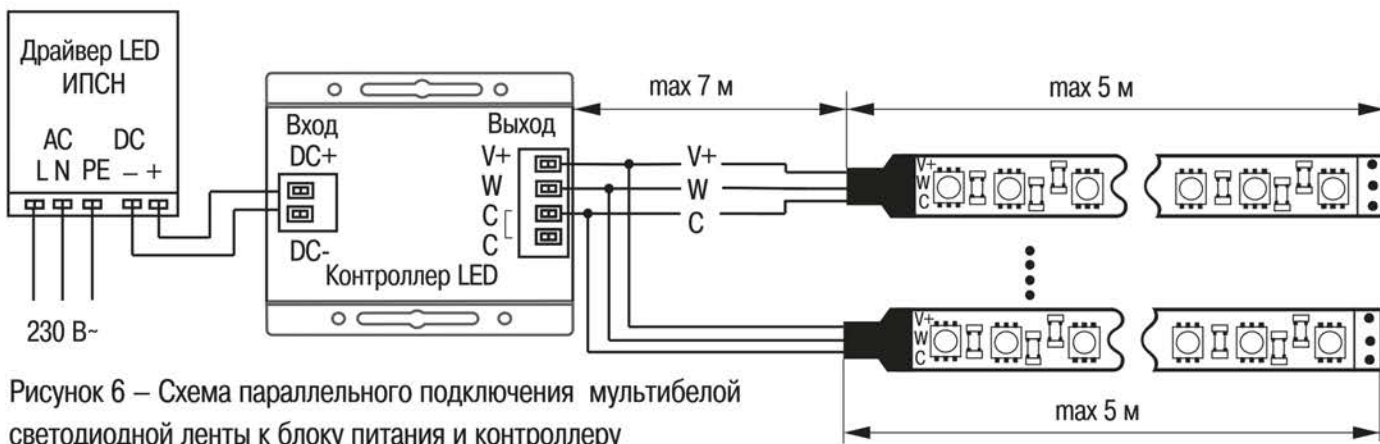 Драйвер LED
ИПСН
AC DC
L N PE – +
230 В~
Вход
DC+
DC-
Выход
V+
W
C
C
Контроллер LED
max 7 м
V+
W
C
max 5 м
V+
W
C
V+
W
C
max 5 м
Рисунок 6 – Схема параллельного подключения мультибелой
светодиодной ленты к блоку питания и контроллеру